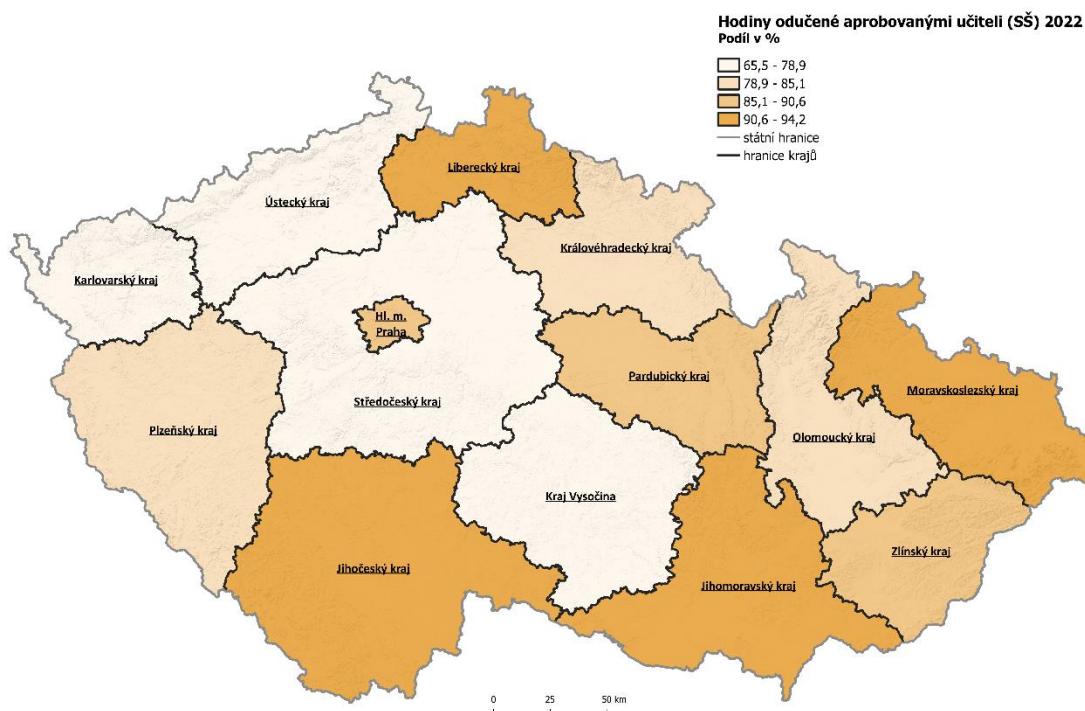 Hodiny odučené aprobovanými učiteli (SŠ) 2022
Podíl v %
65,5 - 78,9
78,9 - 85,1
85,1 - 90,6
90,6 - 94,2
státní hranice
hranice krajů
Liberecký kraj
Ústecký kraj
Královéhradecký kraj
Karlovarský kraj
Hl. m.
Praha
Pardubický kraj
Moravskoslezský kraj
Středočeský kraj
Plzeňský kraj
Olomoucký kraj
Kraj Vysočina
Zlínský kraj
Jihočeský kraj
Jihomoravský kraj
0 25 50 km